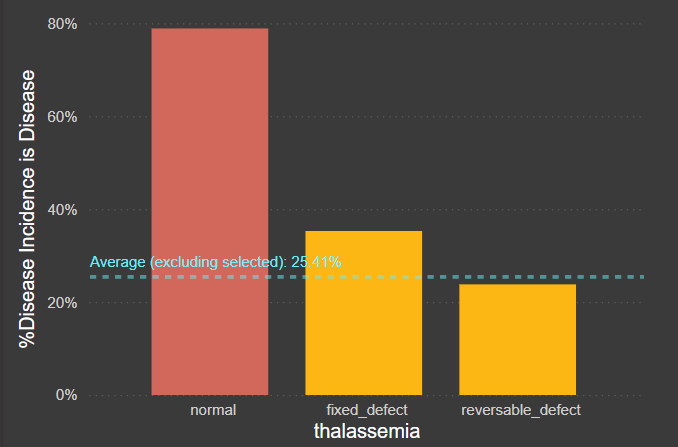 %Disease Incidence is Disease
80%
60%
40%
20%
0%
Average (excluding selected): 25.41%
normal
fixed_defect
reversable_defect
thalassemia